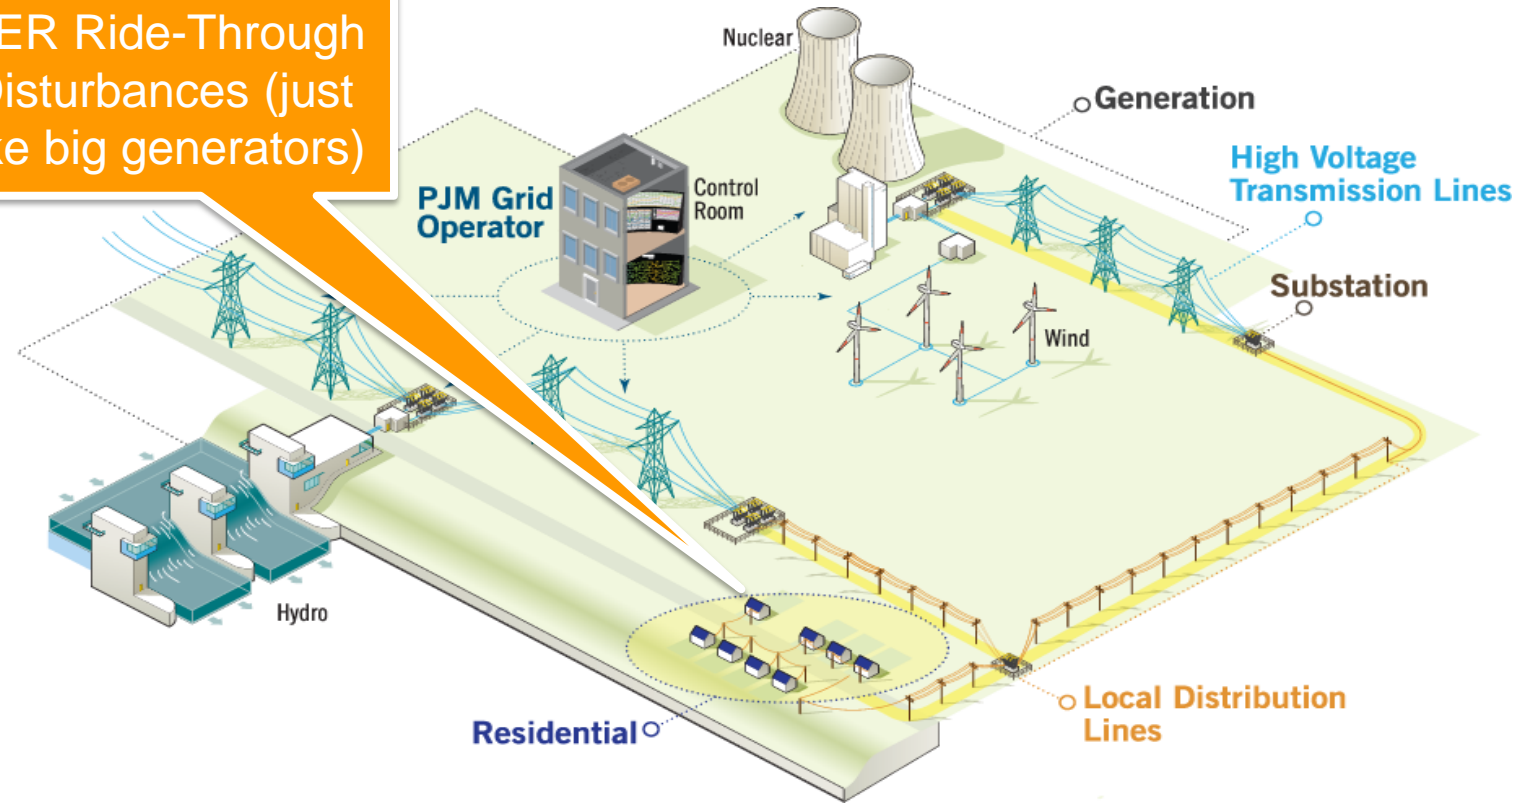 ER Ride-Through
Disturbances (just
ke big generators)
Nuclear
Generation
High Voltage
Transmission Lines
PJM Grid
Operator
Control
Room
Substation
Wind
Hydro
Residential
Local Distribution
Lines